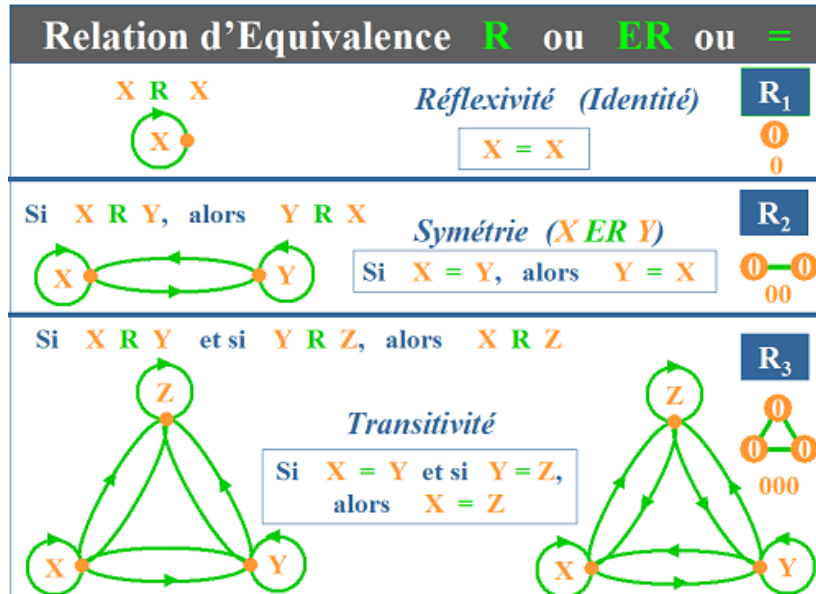 Relation d'Equivalence R ou ER ou =
X R X
X
Réflexivité (Identité)
X = X
R1
0
0
Si X R Y, alors Y R X
X
Y
Symétrie (X ER Y)
Si X = Y, alors Y = X
R2
0 0
00
Si X R Y et si Y R Z, alors X R Z
Z
X
Y
Transitivité
Si X = Y et si Y = Z,
alors X = Z
Z
X
Y
R3
0
0 0
000